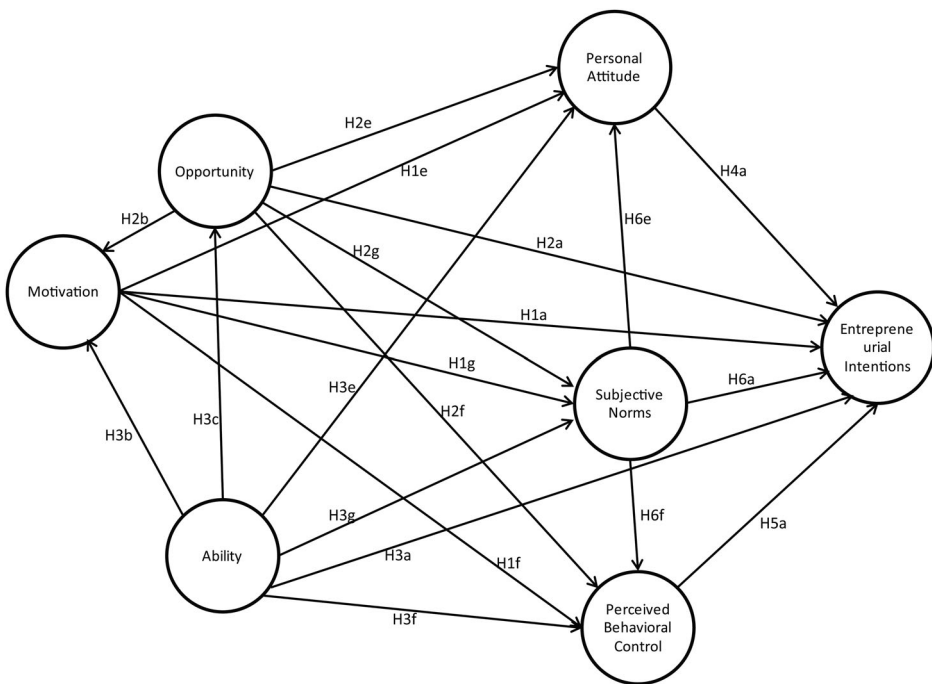 Personal
Attitude
H2e
H1e
Opportunity
H4a
H2b
H6e
H2g
H2a
Motivation
H1a
Entreprene
urial
Intentions
H1g
H3e
H6a
Subjective
Norms
H2f
H3c
H3b
H3g
H6f
H5a
Ability
H3a
H1f
H3f
Perceived
Behavioral
Control